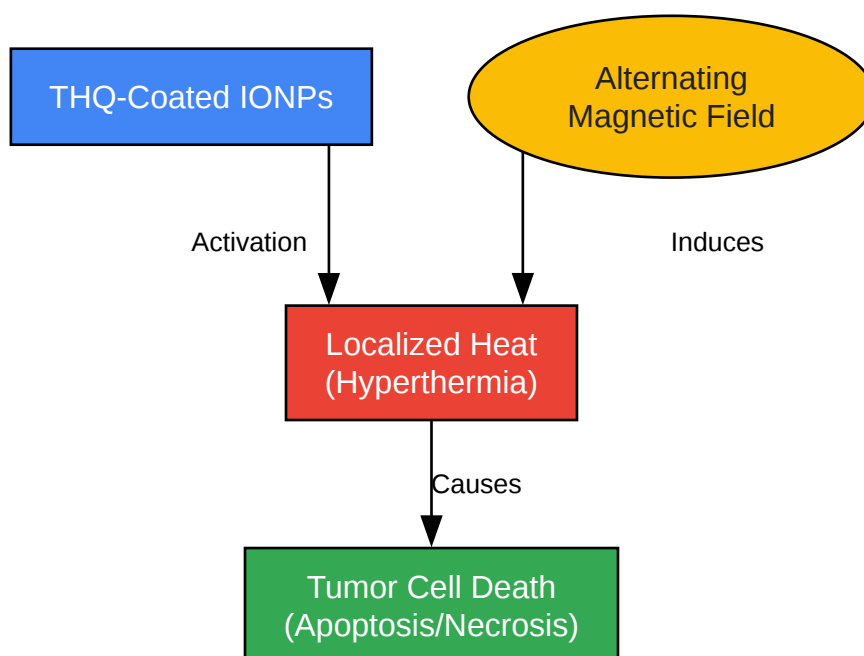 THQ-Coated IONPs
Alternating
Magnetic Field
Activation
Induces
Localized Heat
(Hyperthermia)
Causes
Tumor Cell Death
(Apoptosis/Necrosis)